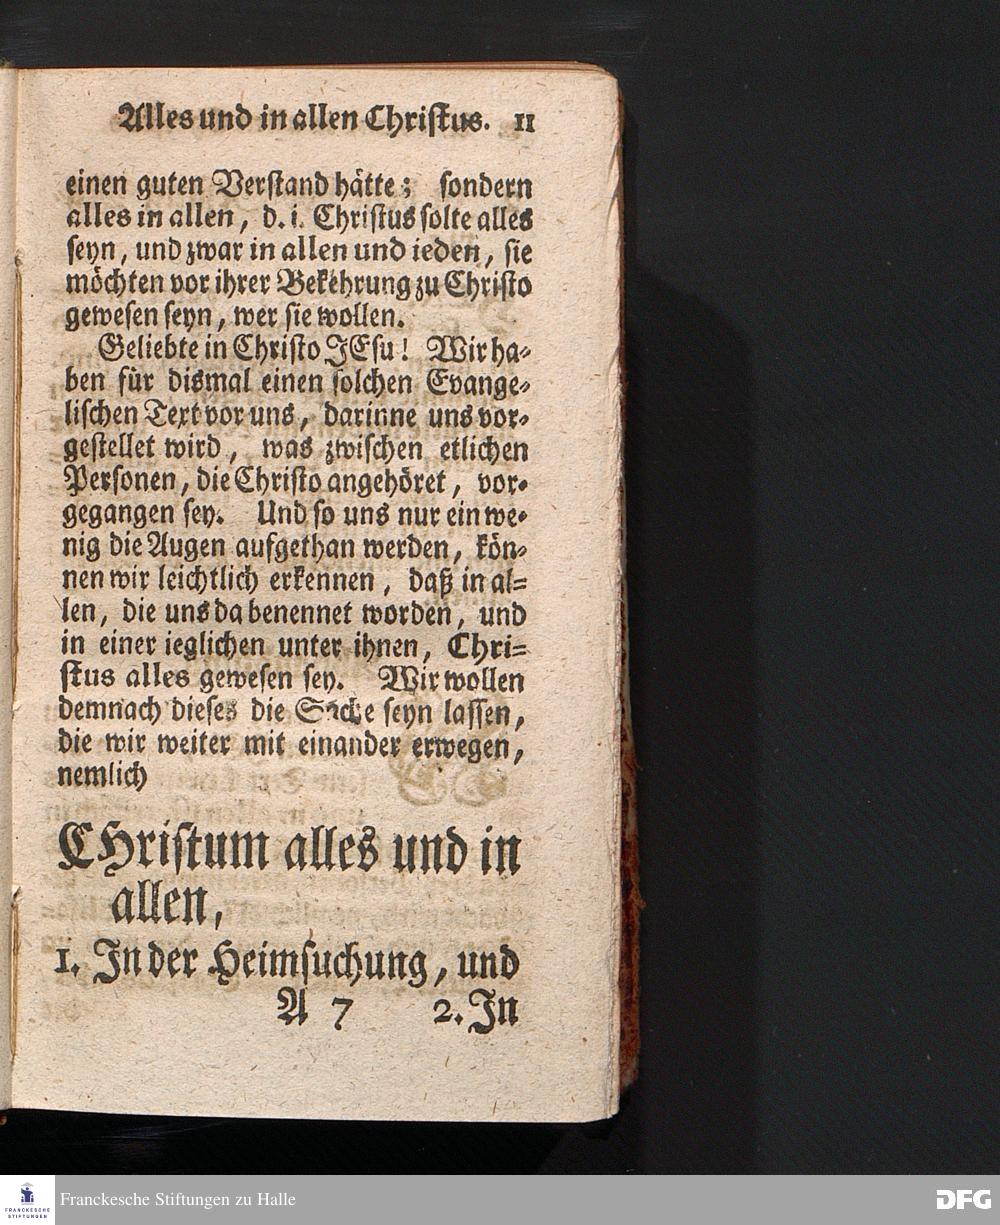 Alles und in allen Christus. 11
einen guten Verstand hätte; sondern
alles in allen, d. i. Christus solte alles
seyn, und zwar in allen und ieden, sie
möchten vor ihrer Bekehrung zu Christo
gewesen seyn, wer sie wollen.
Geliebte in Christo JEsu! Wir ha-
ben für dismal einen solchen Evange-
lischen Text vor uns, darinne uns vor-
gestellet wird, was zwischen etlichen
Personen, die Christo angehöret, vor-
gegangen sey. Und so uns nur ein we-
nig die Augen aufgethan werden, kön-
nen wir leichtlich erkennen, daß in al-
len, die uns da benennet worden, und
in einer ieglichen unter ihnen, Chri-
stus alles gewesen sey. Wir wollen
demnach dieses die Sache seyn lassen,
die wir weiter mit einander erwegen,
nemlich
CHristum alles und in
allen,
1. In der Heimsuchung, und
A 7 2. In
FRANCKESCHE
STIFTUNGEN
Franckesche Stiftungen zu Halle
DFG